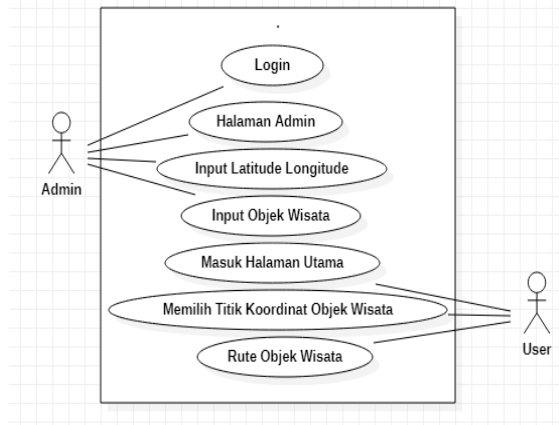 Login
Halaman Admin
Input Latitude Longitude
Admin
Input Objek Wisata
Masuk Halaman Utama
Memilih Titik Koordinat Objek Wisata
User
Rute Objek Wisata